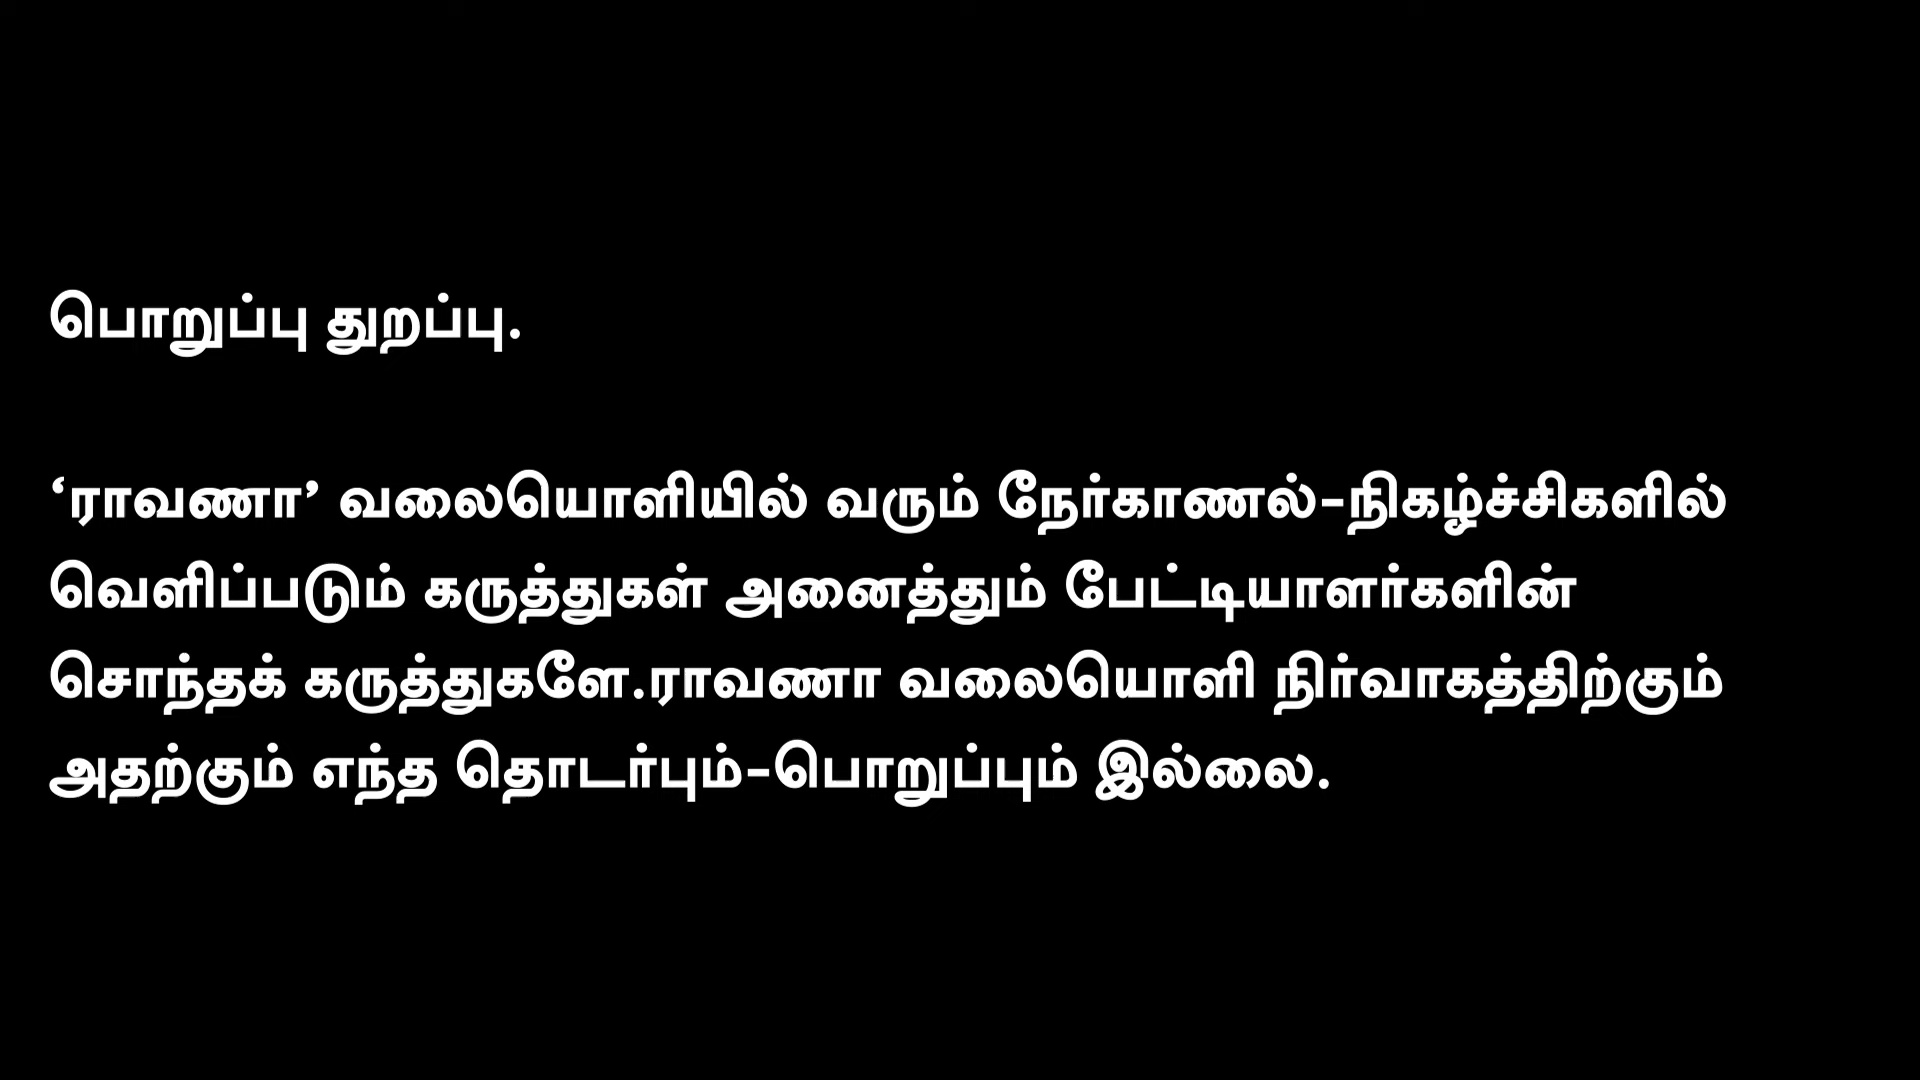 பொறுப்பு துறப்பு.
‘ராவணா’ வலையொளியில் வரும் நேர்காணல்-நிகழ்ச்சிகளில்
வெளிப்படும் கருத்துகள் அனைத்தும் பேட்டியாளர்களின்
சொந்தக் கருத்துகளே.ராவணா வலையொளி நிர்வாகத்திற்கும்
அதற்கும் எந்த தொடர்பும்-பொறுப்பும் இல்லை.